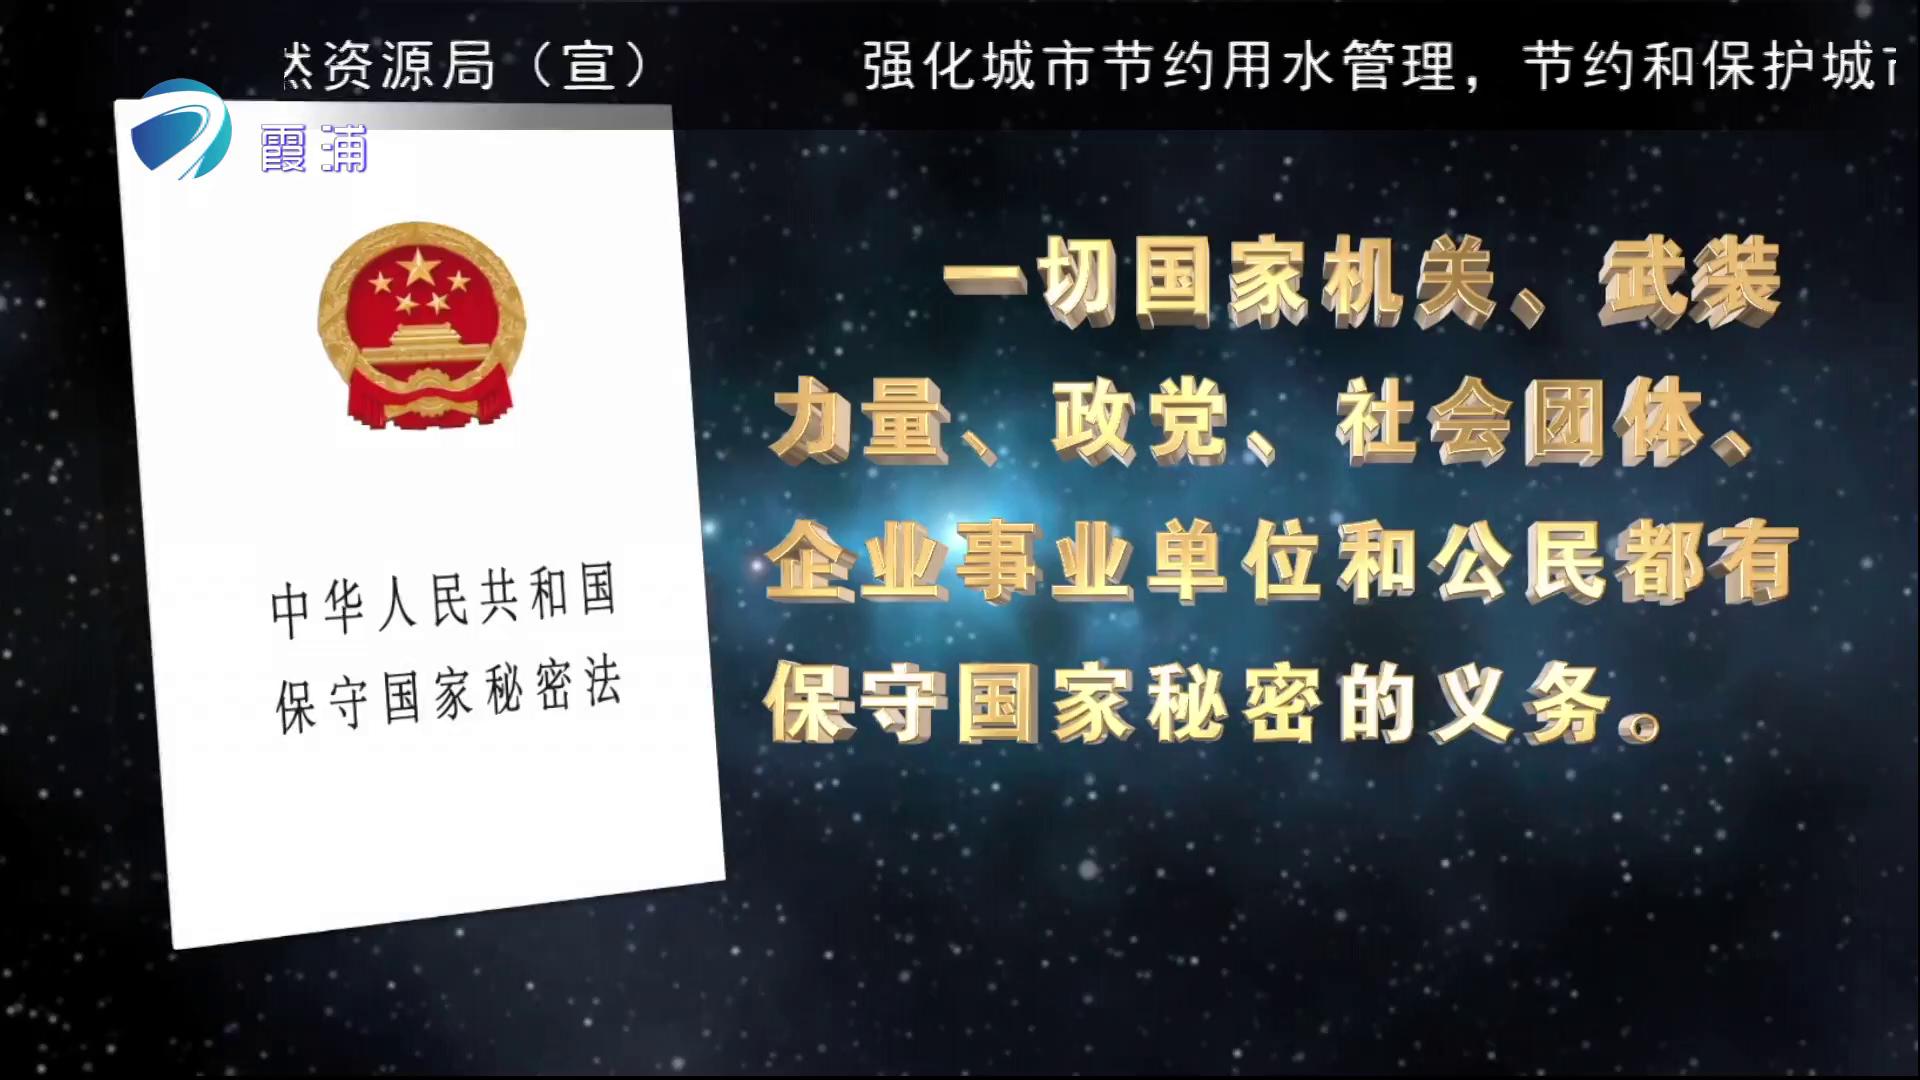 然资源局（宣） 强化城市节约用水管理，节约和保护城市
霞浦
中华人民共和国
保守国家秘密法
一切国家机关、武装
力量、政党、社会团体、
企业事业单位和公民都有
保守国家秘密的义务。